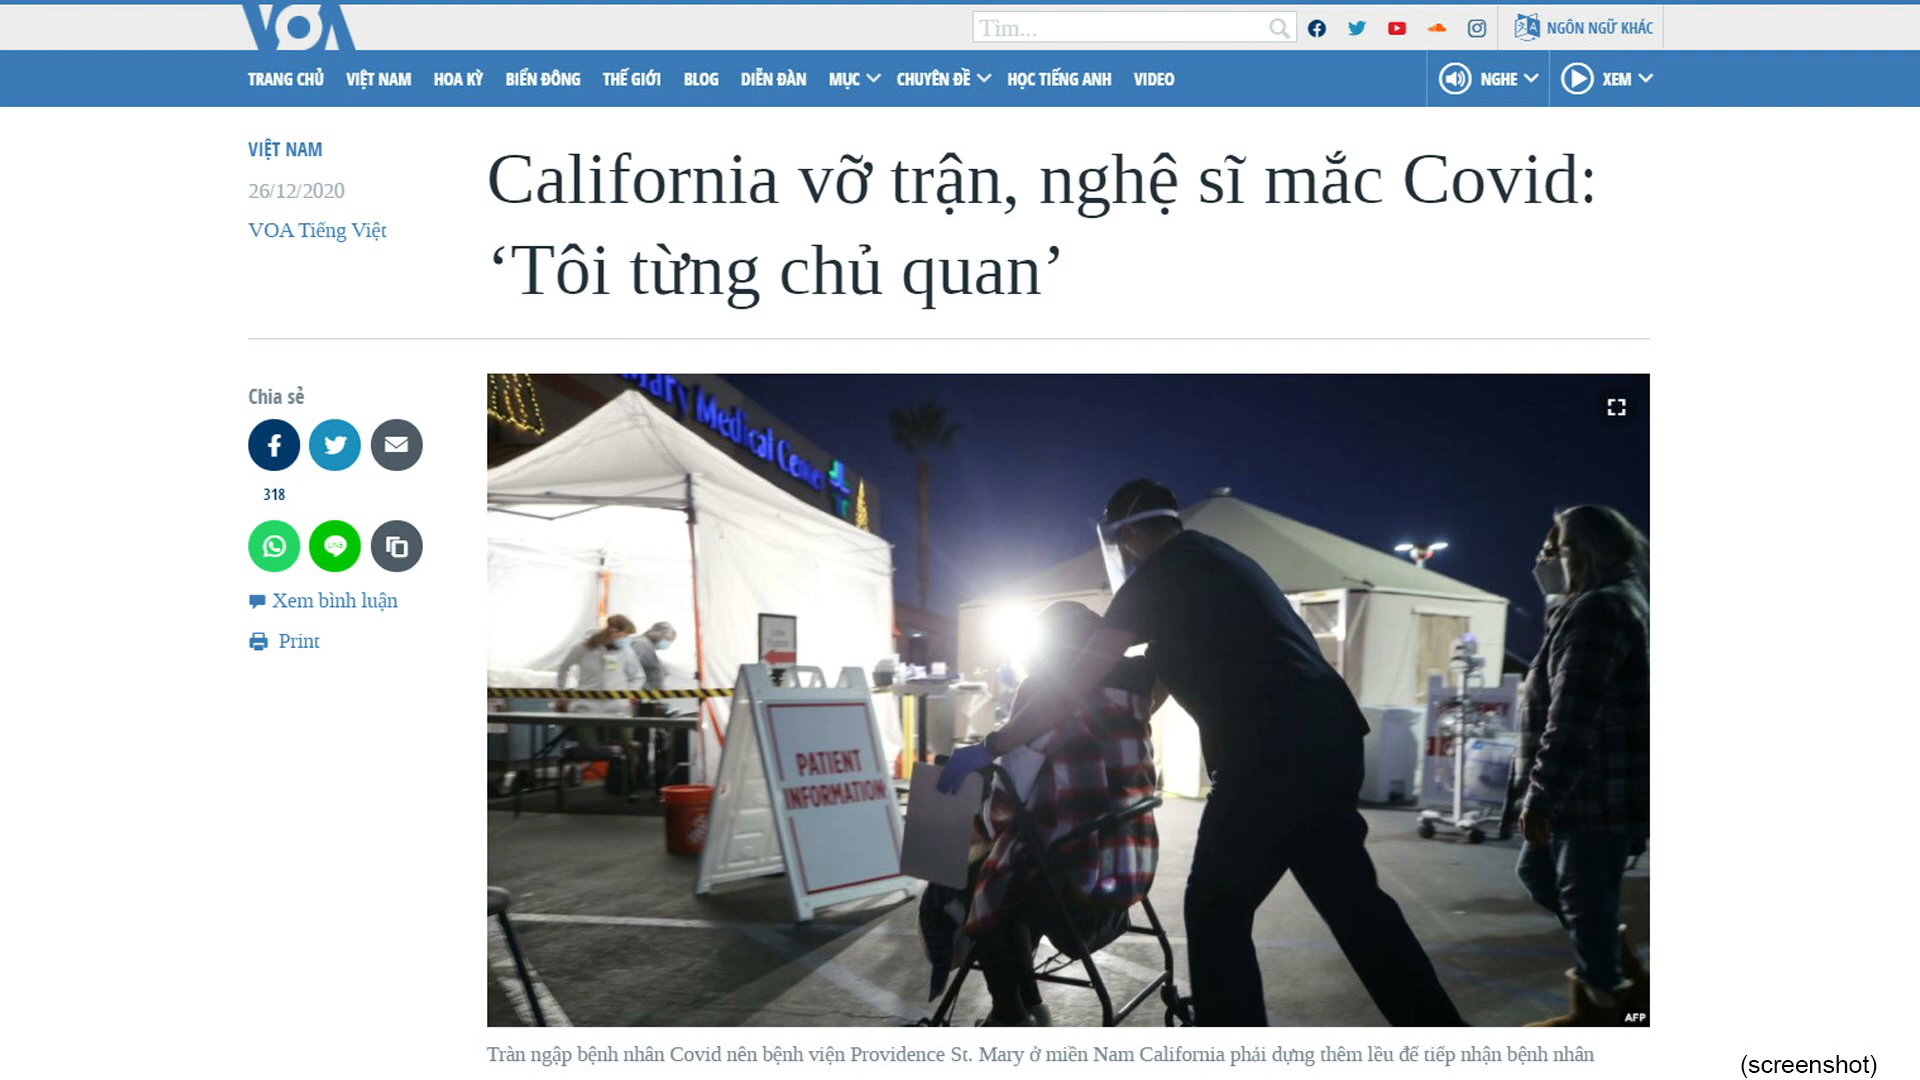 VOA
Tìm...
NGÔN NGỮ KHÁC
TRANG CHỦ VIỆT NAM HOA KỲ BIỂN ĐÔNG THẾ GIỚI BLOG DIỄN ĐÀN MỤC CHUYÊN ĐỀ HỌC TIẾNG ANH VIDEO NGHE XEM
VIỆT NAM
26/12/2020
VOA Tiếng Việt
California vỡ trận, nghệ sĩ mắc Covid:
‘Tôi từng chủ quan’
Chia sẻ
318
LINE
Xem bình luận
Print
Mary Medical Center
PATIENT
INFORMATION
AFP
Tràn ngập bệnh nhân Covid nên bệnh viện Providence St. Mary ở miền Nam California phải dựng thêm lều để tiếp nhận bệnh nhân
(screenshot)